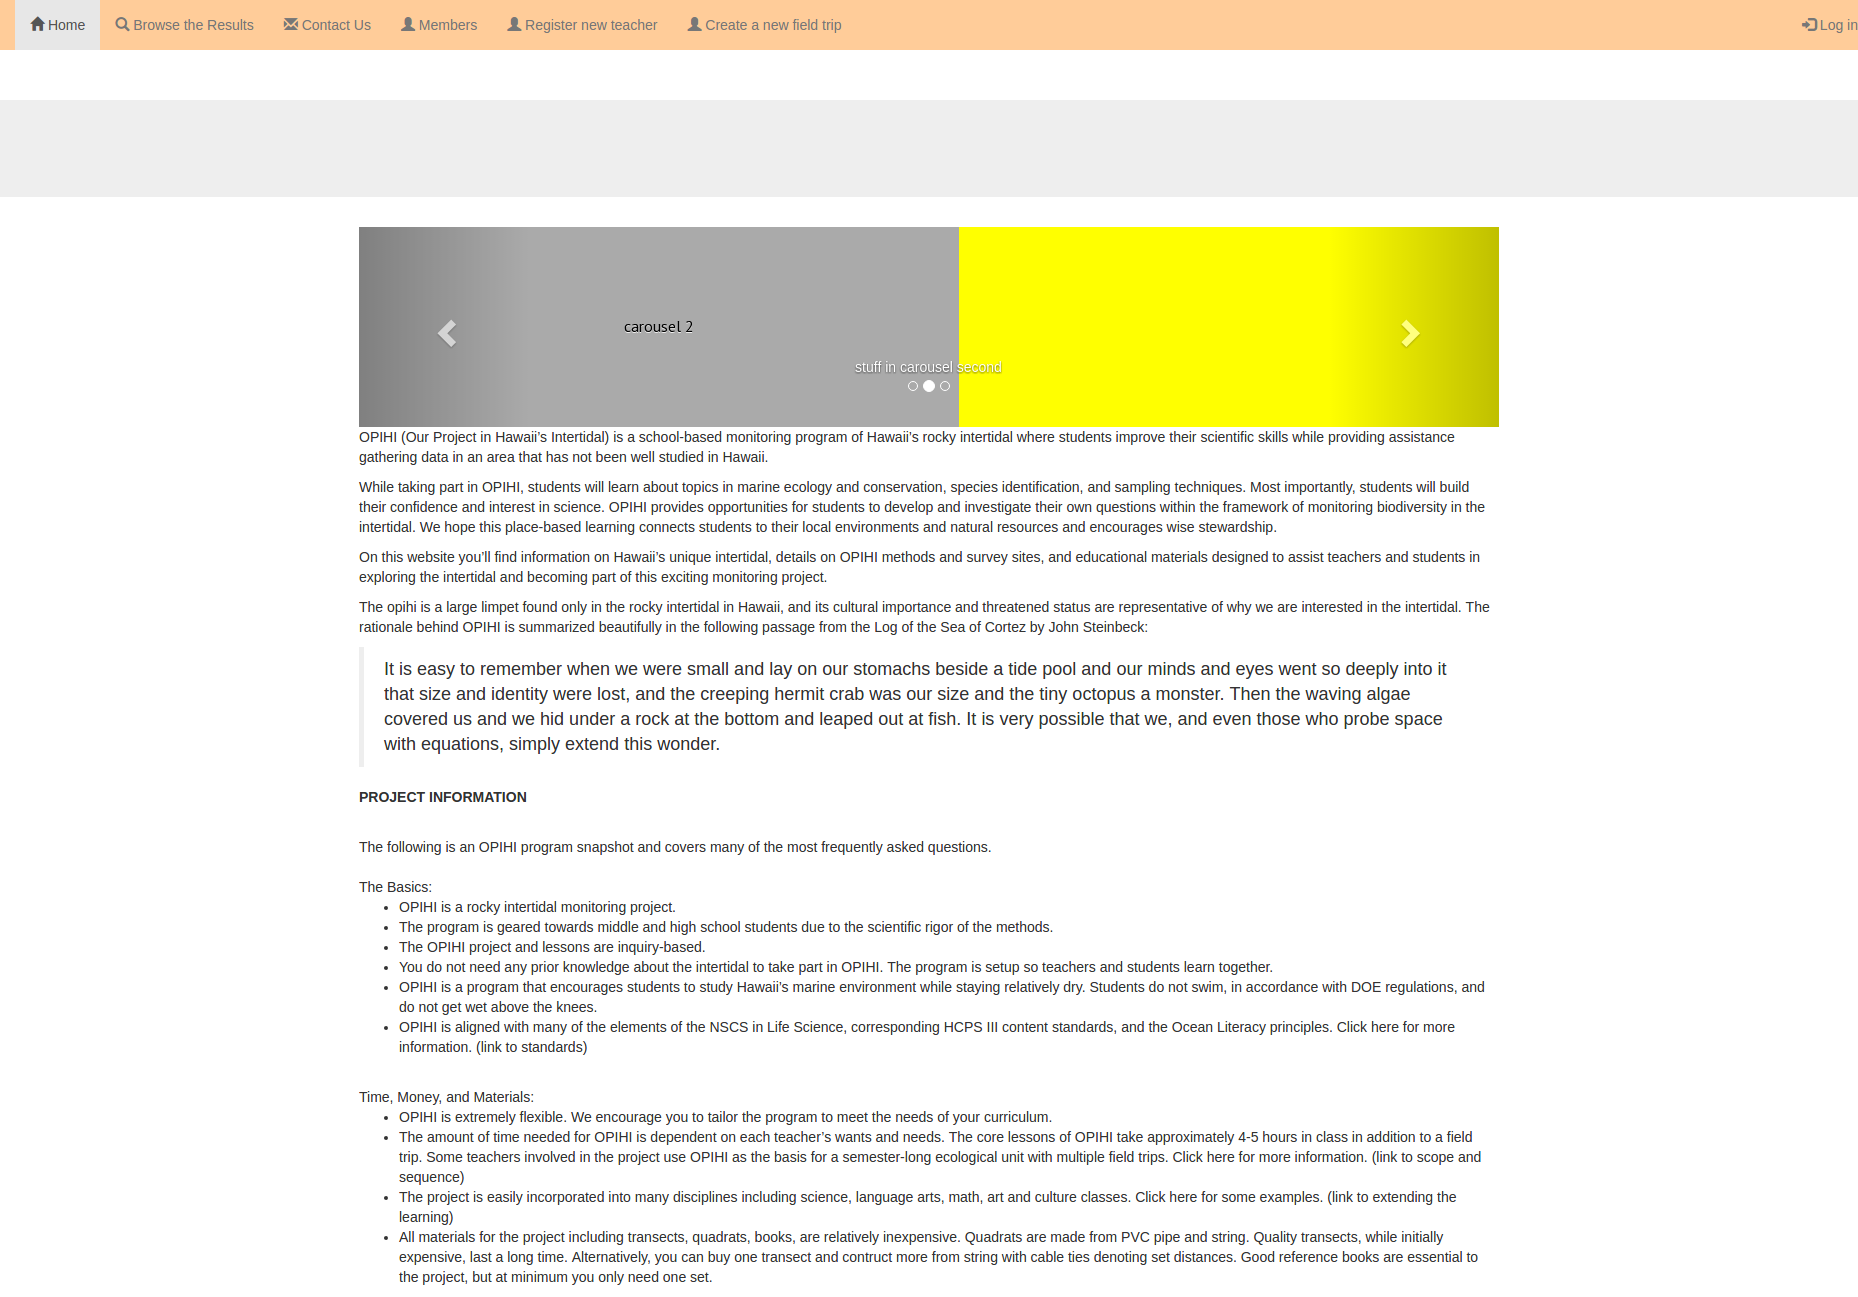 Home Browse the Results Contact Us Members Register new teacher Create a new field trip Log in
carousel 2
stuff in carousel second
OPIHI (Our Project in Hawaii’s Intertidal) is a school-based monitoring program of Hawaii’s rocky intertidal where students improve their scientific skills while providing assistance
gathering data in an area that has not been well studied in Hawaii.
While taking part in OPIHI, students will learn about topics in marine ecology and conservation, species identification, and sampling techniques. Most importantly, students will build
their confidence and interest in science. OPIHI provides opportunities for students to develop and investigate their own questions within the framework of monitoring biodiversity in the
intertidal. We hope this place-based learning connects students to their local environments and natural resources and encourages wise stewardship.
On this website you’ll find information on Hawaii’s unique intertidal, details on OPIHI methods and survey sites, and educational materials designed to assist teachers and students in
exploring the intertidal and becoming part of this exciting monitoring project.
The opihi is a large limpet found only in the rocky intertidal in Hawaii, and its cultural importance and threatened status are representative of why we are interested in the intertidal. The
rationale behind OPIHI is summarized beautifully in the following passage from the Log of the Sea of Cortez by John Steinbeck:
It is easy to remember when we were small and lay on our stomachs beside a tide pool and our minds and eyes went so deeply into it
that size and identity were lost, and the creeping hermit crab was our size and the tiny octopus a monster. Then the waving algae
covered us and we hid under a rock at the bottom and leaped out at fish. It is very possible that we, and even those who probe space
with equations, simply extend this wonder.
PROJECT INFORMATION
The following is an OPIHI program snapshot and covers many of the most frequently asked questions.
The Basics:
• OPIHI is a rocky intertidal monitoring project.
• The program is geared towards middle and high school students due to the scientific rigor of the methods.
• The OPIHI project and lessons are inquiry-based.
• You do not need any prior knowledge about the intertidal to take part in OPIHI. The program is setup so teachers and students learn together.
• OPIHI is a program that encourages students to study Hawaii’s marine environment while staying relatively dry. Students do not swim, in accordance with DOE regulations, and
do not get wet above the knees.
• OPIHI is aligned with many of the elements of the NSCS in Life Science, corresponding HCPS III content standards, and the Ocean Literacy principles. Click here for more
information. (link to standards)
Time, Money, and Materials:
• OPIHI is extremely flexible. We encourage you to tailor the program to meet the needs of your curriculum.
• The amount of time needed for OPIHI is dependent on each teacher’s wants and needs. The core lessons of OPIHI take approximately 4-5 hours in class in addition to a field
trip. Some teachers involved in the project use OPIHI as the basis for a semester-long ecological unit with multiple field trips. Click here for more information. (link to scope and
sequence)
• The project is easily incorporated into many disciplines including science, language arts, math, art and culture classes. Click here for some examples. (link to extending the
learning)
• All materials for the project including transects, quadrats, books, are relatively inexpensive. Quadrats are made from PVC pipe and string. Quality transects, while initially
expensive, last a long time. Alternatively, you can buy one transect and contruct more from string with cable ties denoting set distances. Good reference books are essential to
the project, but at minimum you only need one set.